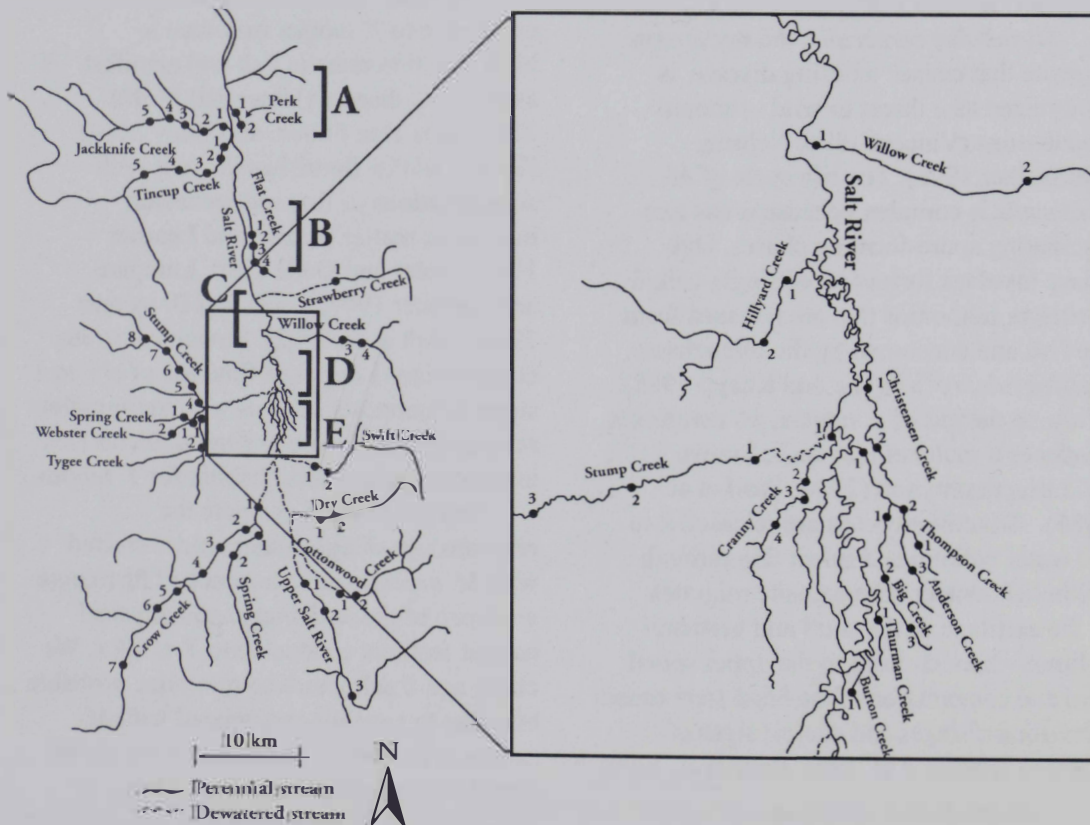 A
1
Perk
Creek
2
5
4
3
2
1
Jackknife Creek
2
1
5
4
3
Tincup Creek
Flat Creek
Salt River
1
2
3
4
B
C
1
Strawberry Creek
Willow Creek
3
4
Stump Creek
8
7
6
5
4
D
Spring Creek
1
3
Webster Creek
2
1
2
Tygee Creek
E
Swift Creek
1
2
Dry Creek
1
2
1
2
1
3
2
4
Cottonwood Creek
1
2
Upper Salt River
1
2
3
Spring Creek
5
6
Crow Creek
7
10 km
N
Perennial stream
Dewatered stream
1
Willow Creek
2
Salt River
Hillyard Creek
1
Christensen Creek
1
1
2
1
Stump Creek
2
3
2
3
Cranny Creek
4
1
2
Thompson Creek
1
2
3
Anderson Creek
Big Creek
2
3
Thurman Creek
1
Burton Creek